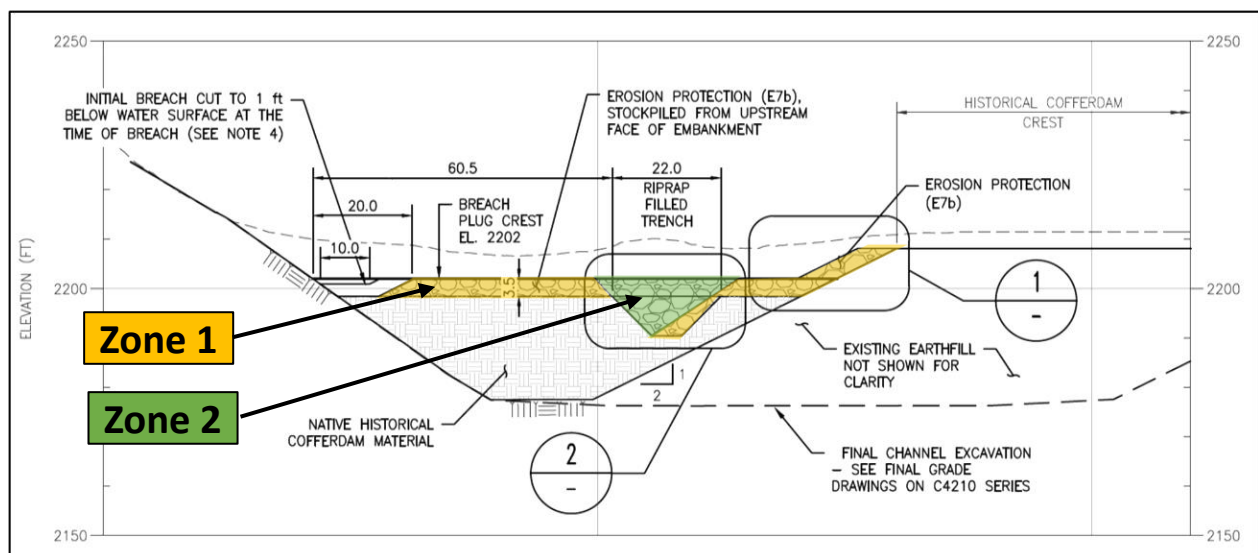 2250
2250
INITIAL BREACH CUT TO 1 ft
BELOW WATER SURFACE AT THE
TIME OF BREACH (SEE NOTE 4)
EROSION PROTECTION (E7b),
STOCKPILED FROM UPSTREAM
FACE OF EMBANKMENT
HISTORICAL COFFERDAM
CREST
60.5
22.0
RIPRAP
FILLED
TRENCH
20.0
BREACH
PLUG CREST
EL. 2202
10.0
EROSION PROTECTION
(E7b)
ELEVATION (FT)
2200
3.5
2200
1
-
Zone 1
Zone 2
EXISTING EARTHFILL
NOT SHOWN FOR
CLARITY
1
2
NATIVE HISTORICAL
COFFERDAM MATERIAL
2
-
FINAL CHANNEL EXCAVATION
– SEE FINAL GRADE
DRAWINGS ON C4210 SERIES
2150
2150